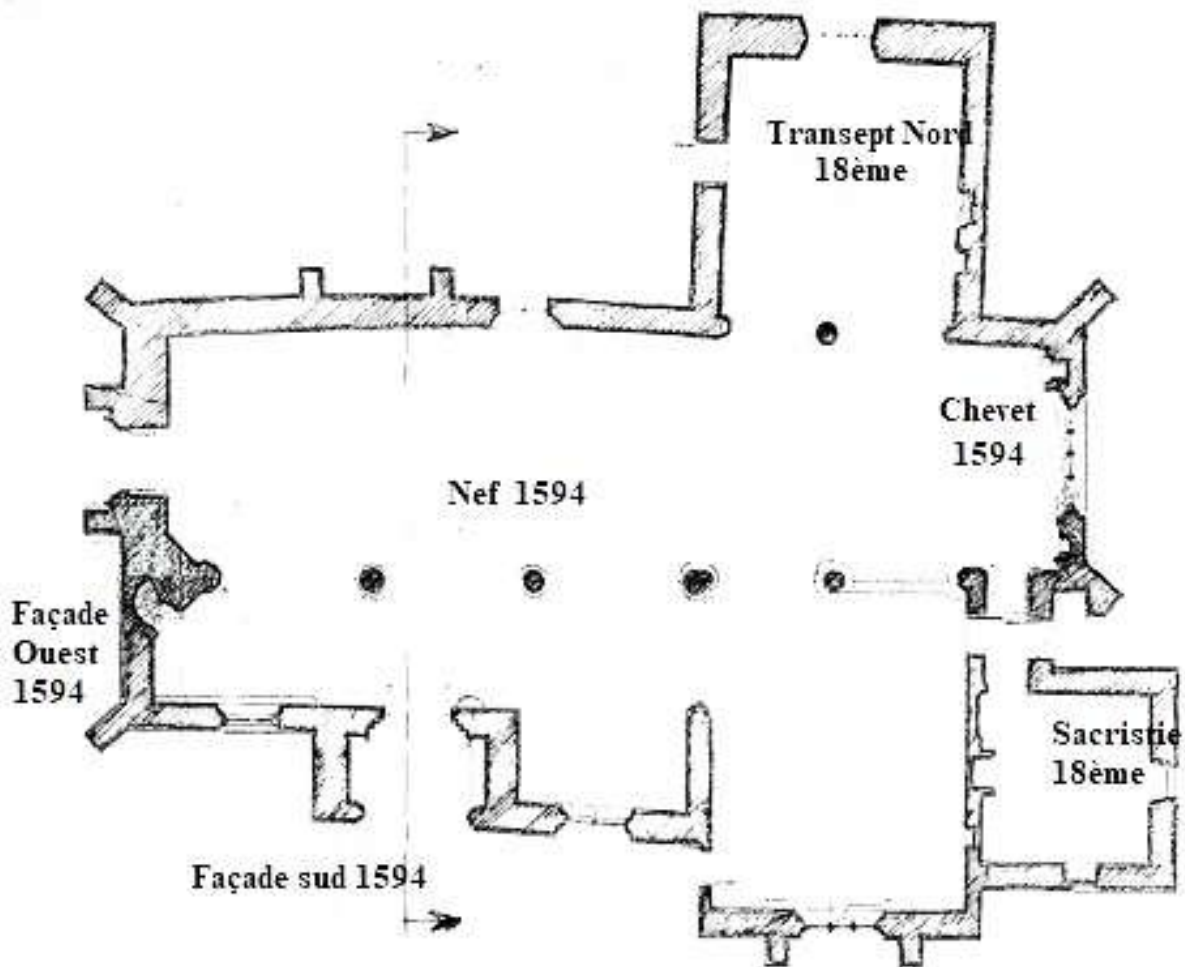 Transept Nord
18ème
Chevet
1594
Nef 1594
Façade
Ouest
1594
Sacristie
18ème
Façade sud 1594